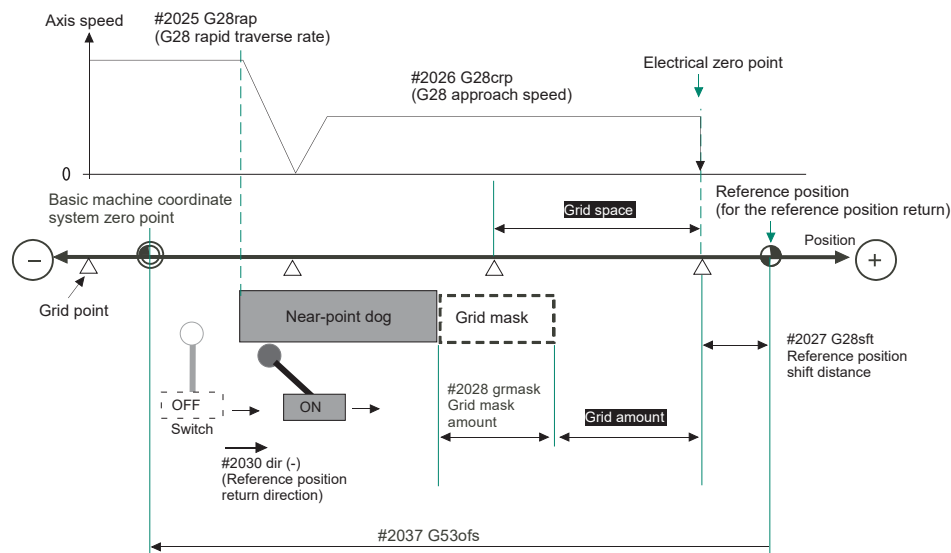 Axis speed
#2025 G28rap
(G28 rapid traverse rate)
Electrical zero point
#2026 G28crp
(G28 approach speed)
0
Basic machine coordinate
system zero point
Reference position
(for the reference position return)
Grid space
Position
−
+
Grid point
Near-point dog
Grid mask
#2027 G28sft
Reference position
shift distance
OFF
Switch
ON
#2028 grmask
Grid mask
amount
Grid amount
#2030 dir (-)
(Reference position
return direction)
#2037 G53ofs